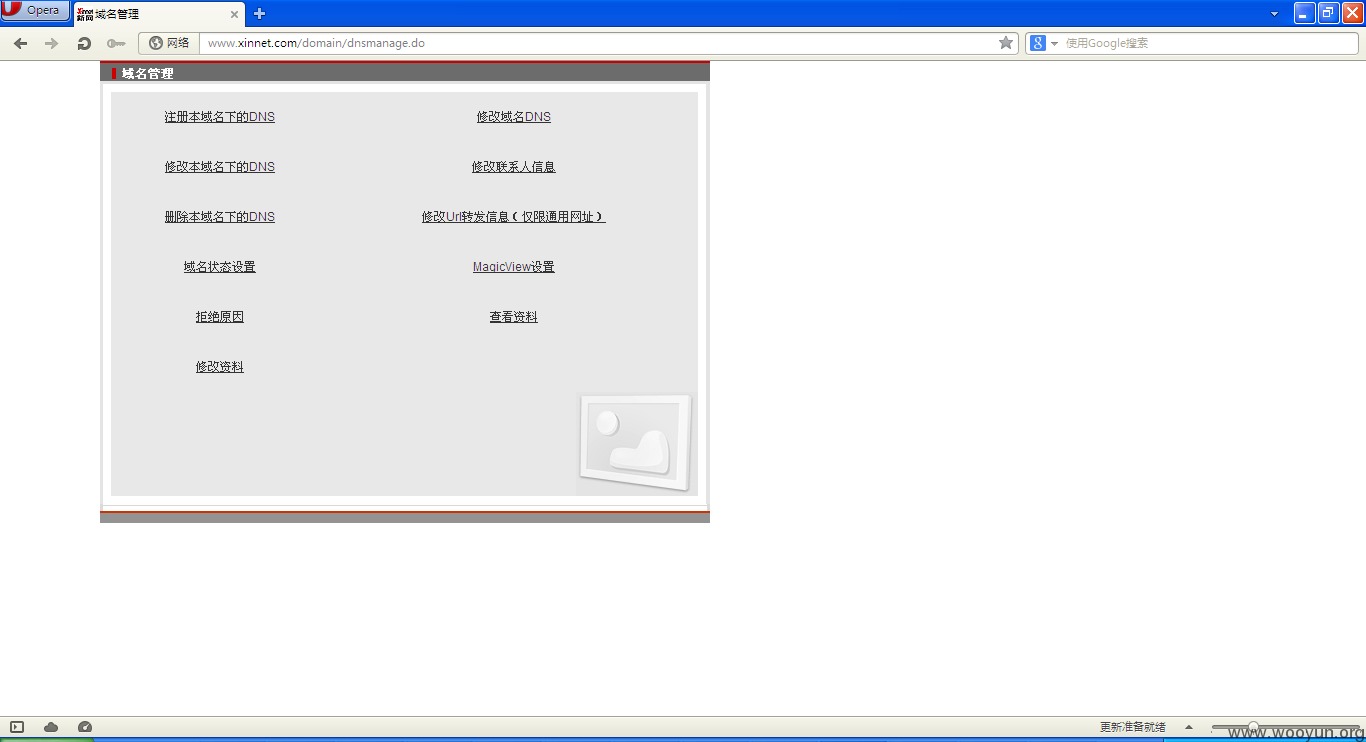 Opera
Xinnet
新网
域名管理
网络
www.xinnet.com/domain/dnsmanage.do
使用Google搜索
域名管理
注册本域名下的DNS
修改域名DNS
修改本域名下的DNS
修改联系人信息
删除本域名下的DNS
修改Url转发信息（仅限通用网址）
域名状态设置
MagicView设置
拒绝原因
查看资料
修改资料
更新准备就绪
www.wooyun.org